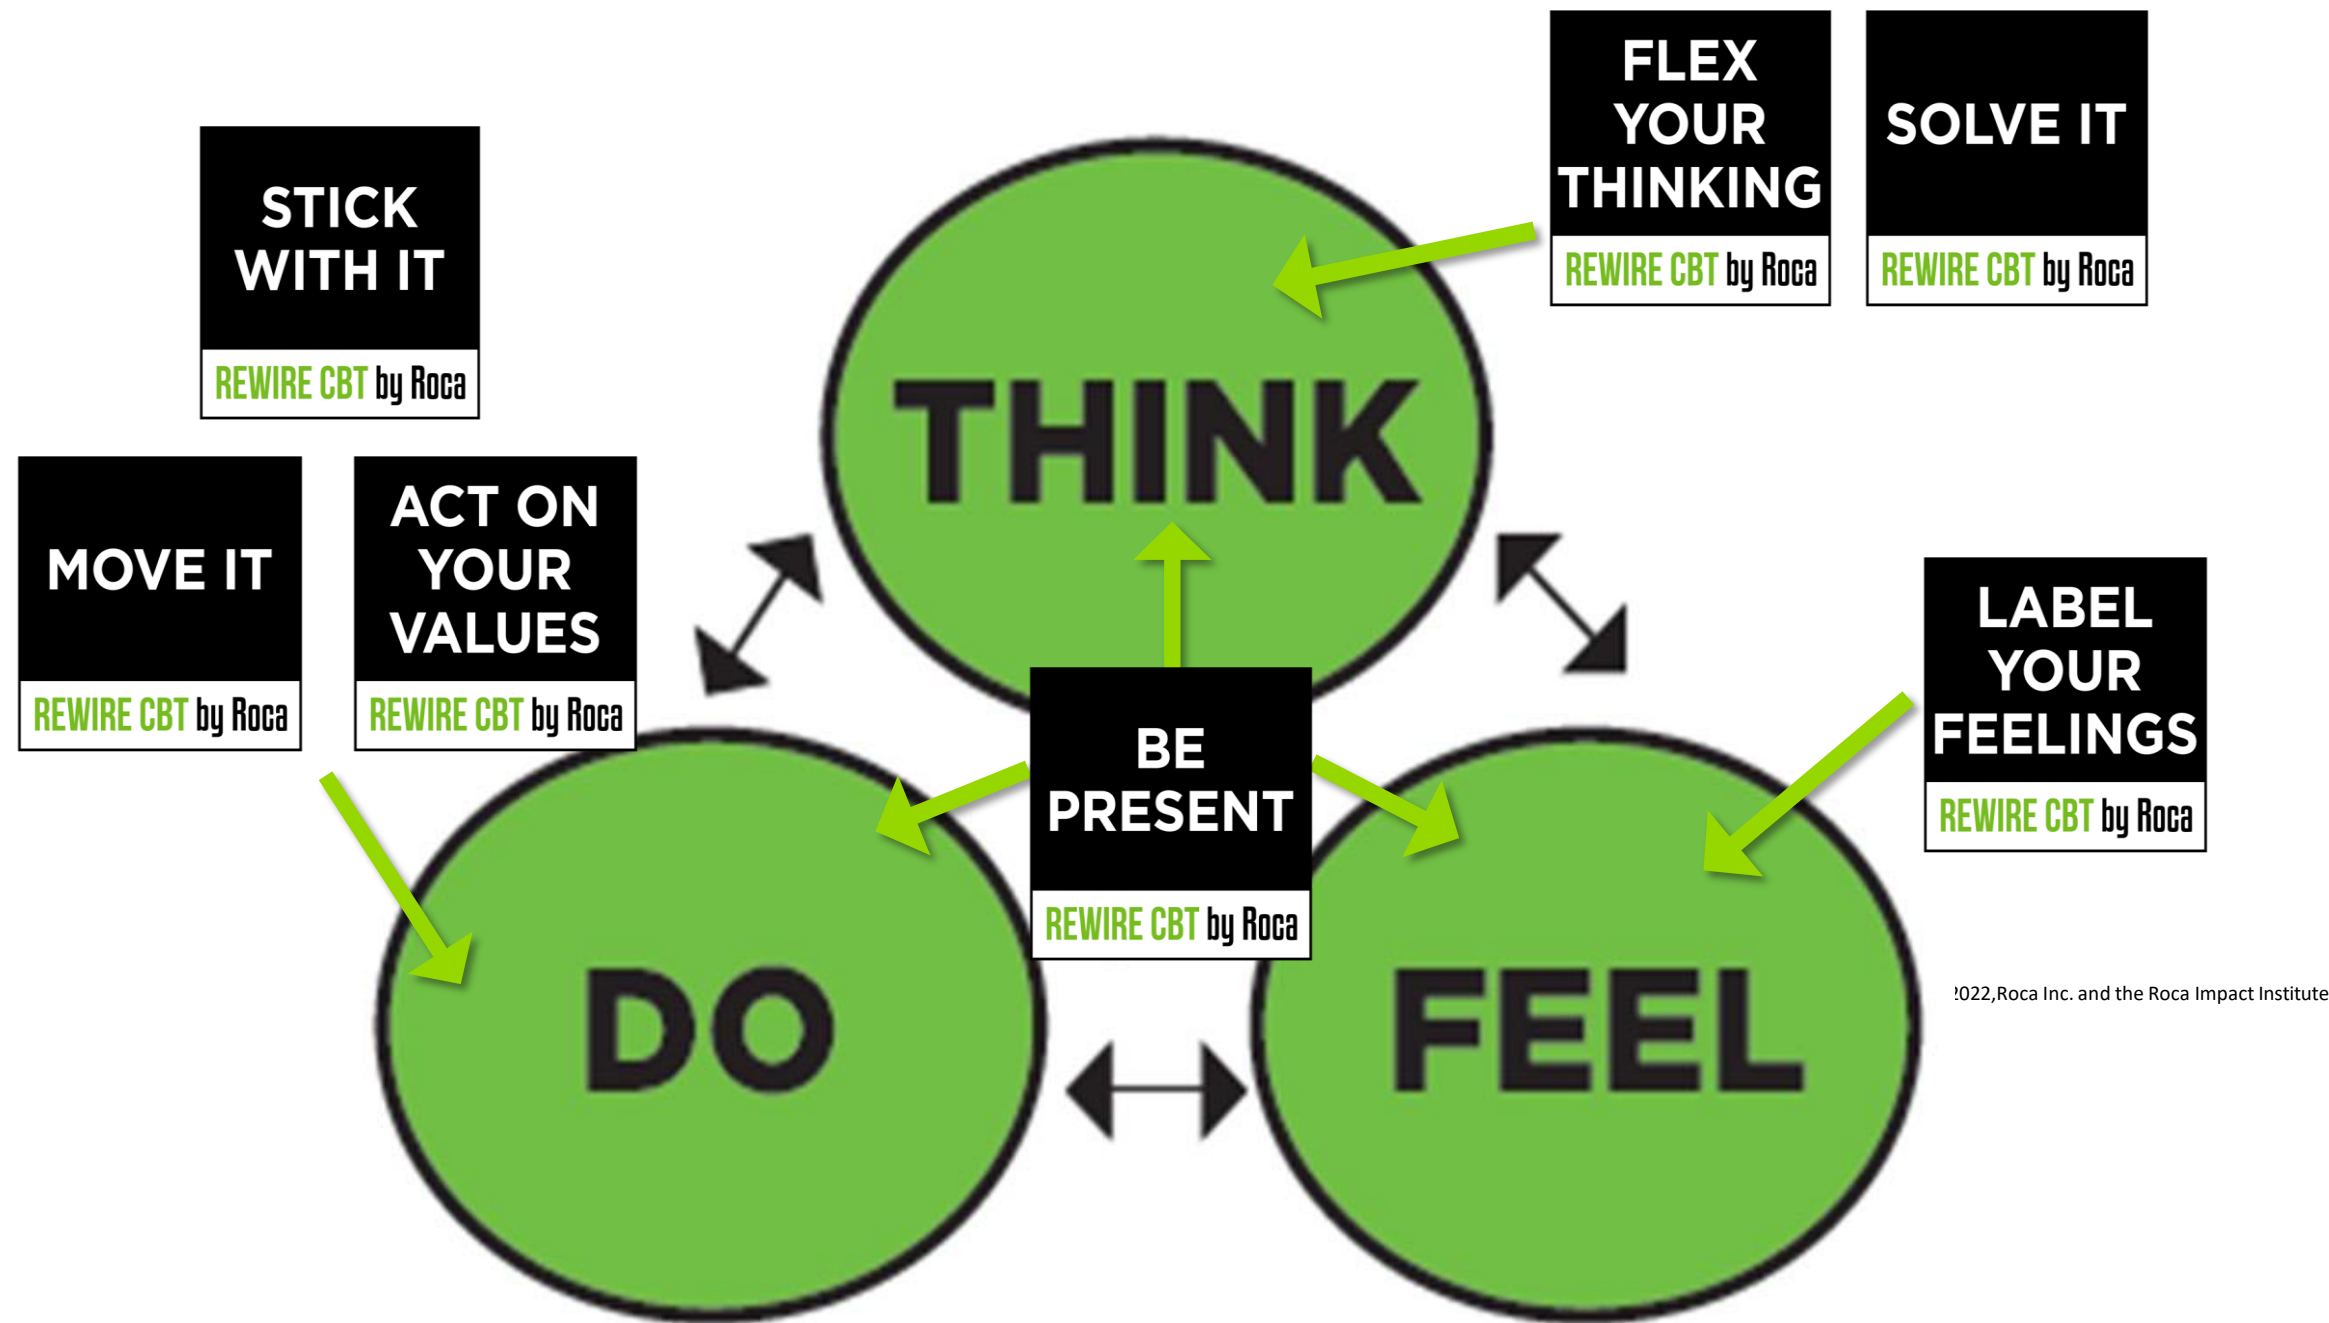 FLEX
YOUR
THINKING
REWIRE CBT by Roca
SOLVE IT
REWIRE CBT by Roca
STICK
WITH IT
REWIRE CBT by Roca
THINK
MOVE IT
REWIRE CBT by Roca
ACT ON
YOUR
VALUES
REWIRE CBT by Roca
LABEL
YOUR
FEELINGS
REWIRE CBT by Roca
BE
PRESENT
REWIRE CBT by Roca
DO
FEEL
2022,Roca Inc. and the Roca Impact Institute